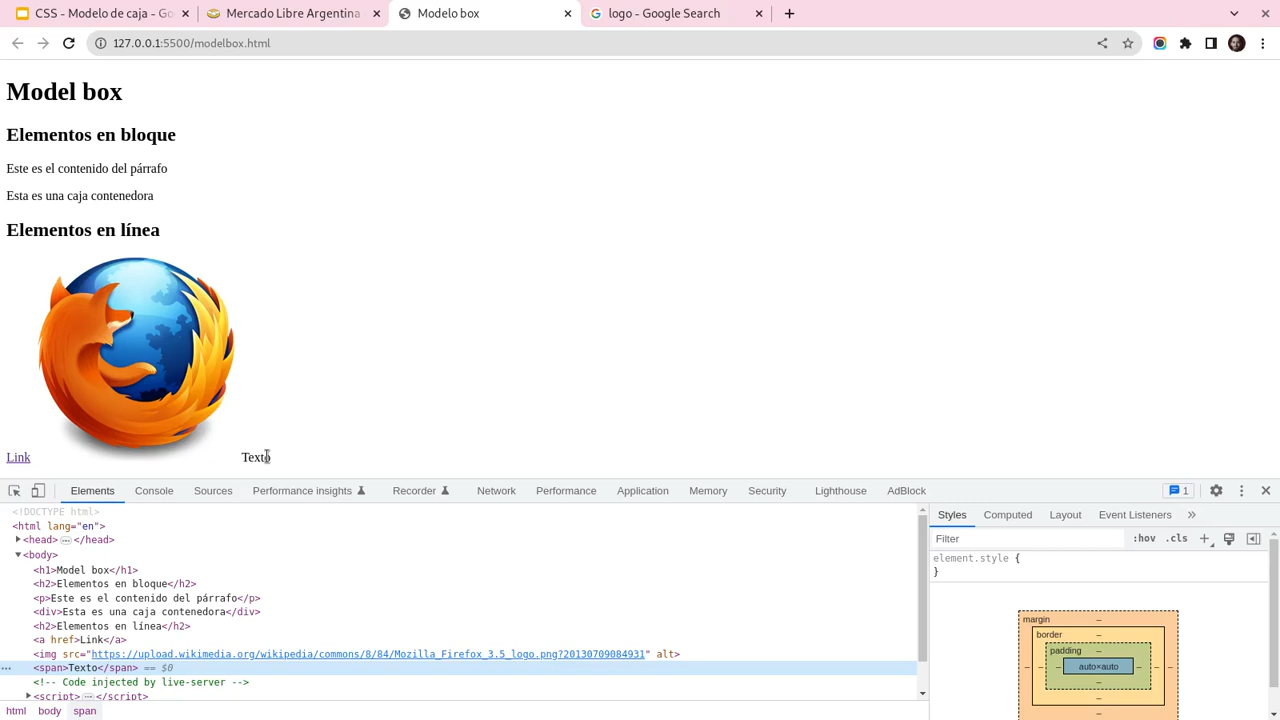 CSS - Modelo de caja - Go
Mercado Libre Argentina
Modelo box
logo - Google Search
127.0.0.1:5500/modelbox.html
Model box
Elementos en bloque
Este es el contenido del párrafo
Esta es una caja contenedora
Elementos en línea
Link Texto
Elements Console Sources Performance insights Recorder Network Performance Application Memory Security Lighthouse AdBlock 1
<!DOCTYPE html>
<html lang="en">
<head> … </head>
<body>
<h1>Model box</h1>
<h2>Elementos en bloque</h2>
<p>Este es el contenido del párrafo</p>
<div>Esta es una caja contenedora</div>
<h2>Elementos en línea</h2>
<a href>Link</a>
<img src="https://upload.wikimedia.org/wikipedia/commons/8/84/Mozilla_Firefox_3.5_logo.png?20130709084931" alt>
… <span>Texto</span> == $0
<!-- Code injected by live-server -->
<script> … </script>
html body span
Styles Computed Layout Event Listeners »
Filter :hov .cls +
element.style {
}
margin –
border –
padding –
– – – auto×auto – – –
–
–
–